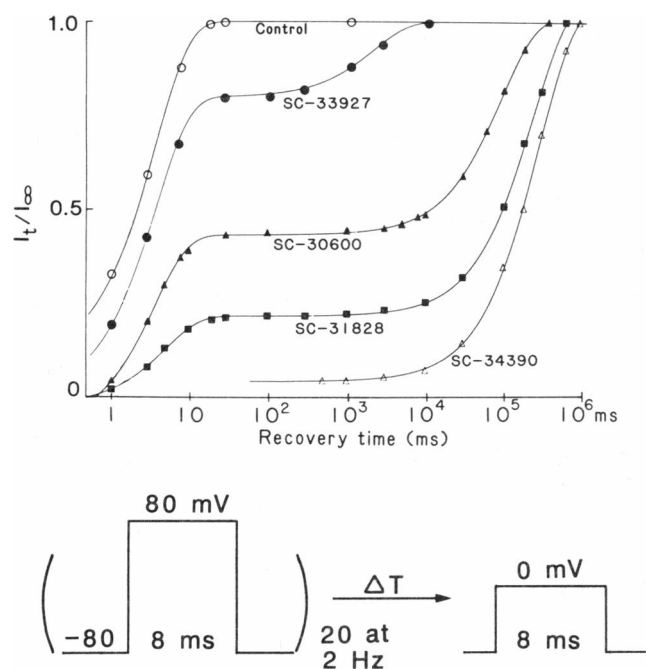 1.0
Control
SC-33927
0.5
I_t/I_∞
SC-30600
SC-31828
SC-34390
0
1 10 10² 10³ 10⁴ 10⁵ 10⁶ ms
Recovery time (ms)
80 mV
-80
8 ms
20 at
2 Hz
ΔT
0 mV
8 ms